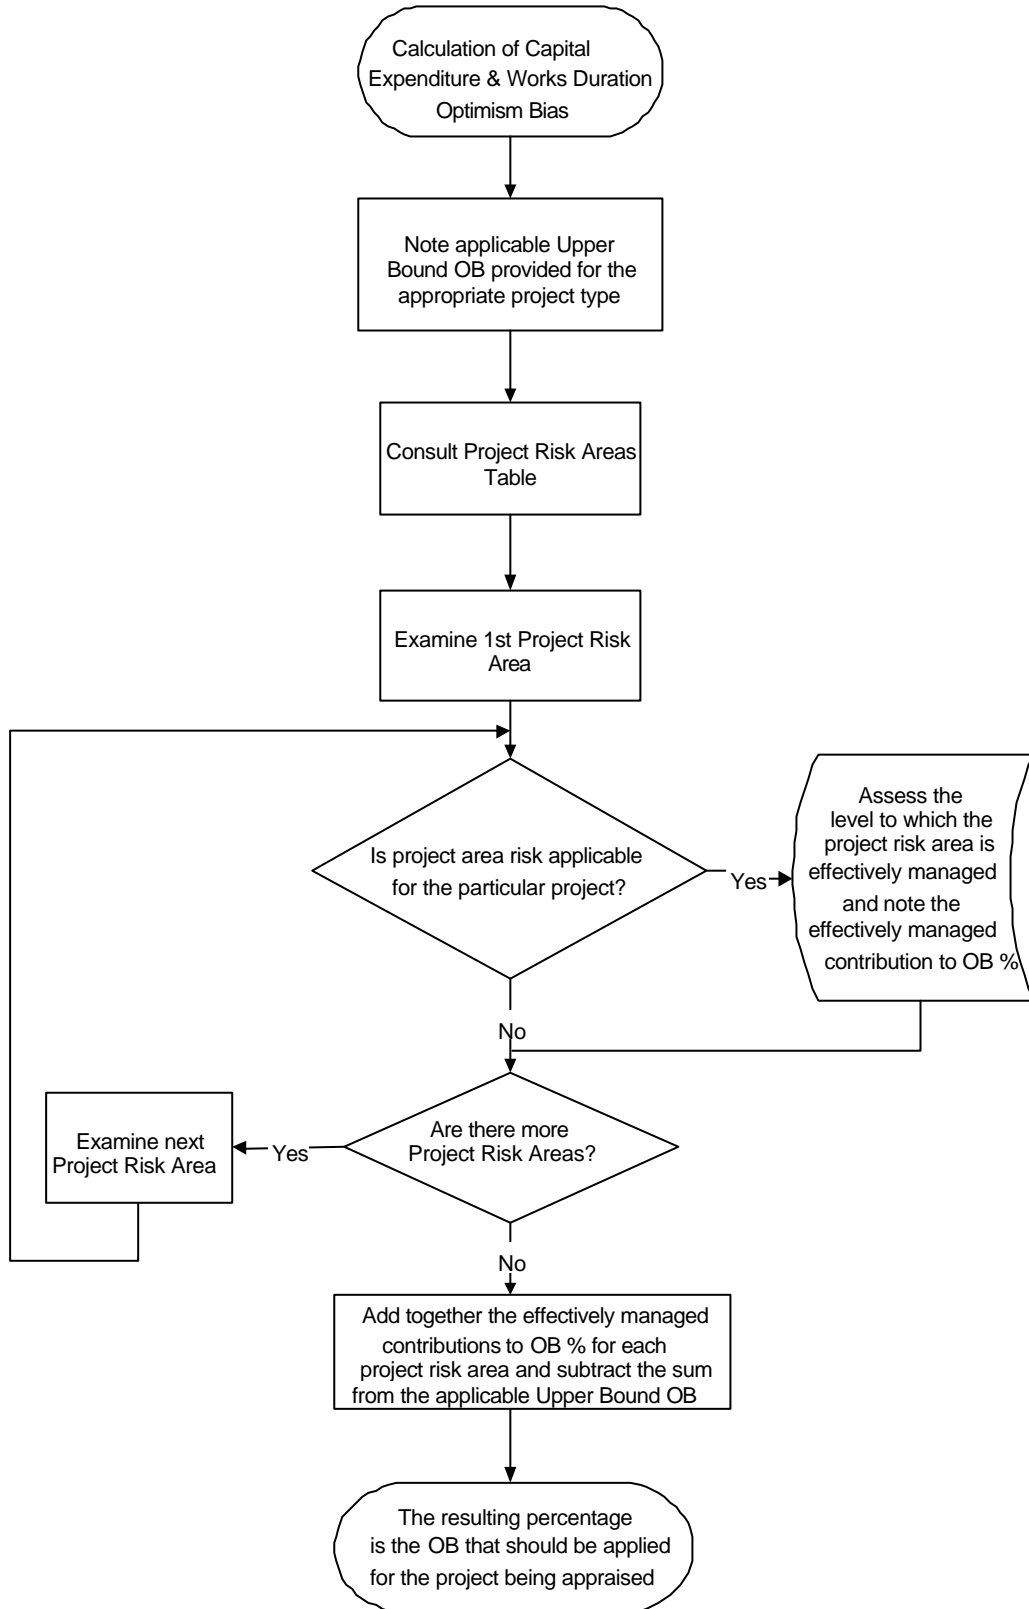 Calculation of Capital
Expenditure & Works Duration
Optimism Bias
Note applicable Upper
Bound OB provided for the
appropriate project type
Consult Project Risk Areas
Table
Examine 1st Project Risk
Area
Is project area risk applicable
for the particular project?
Yes
Assess the
level to which the
project risk area is
effectively managed
and note the
effectively managed
contribution to OB %
No
Are there more
Project Risk Areas?
Yes
Examine next
Project Risk Area
No
Add together the effectively managed
contributions to OB % for each
project risk area and subtract the sum
from the applicable Upper Bound OB
The resulting percentage
is the OB that should be applied
for the project being appraised